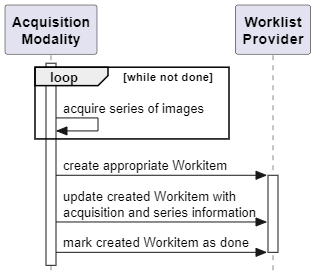 Acquisition
Modality
Worklist
Provider
loop
[while not done]
acquire series of images
create appropriate Workitem
update created Workitem with
acquisition and series information
mark created Workitem as done